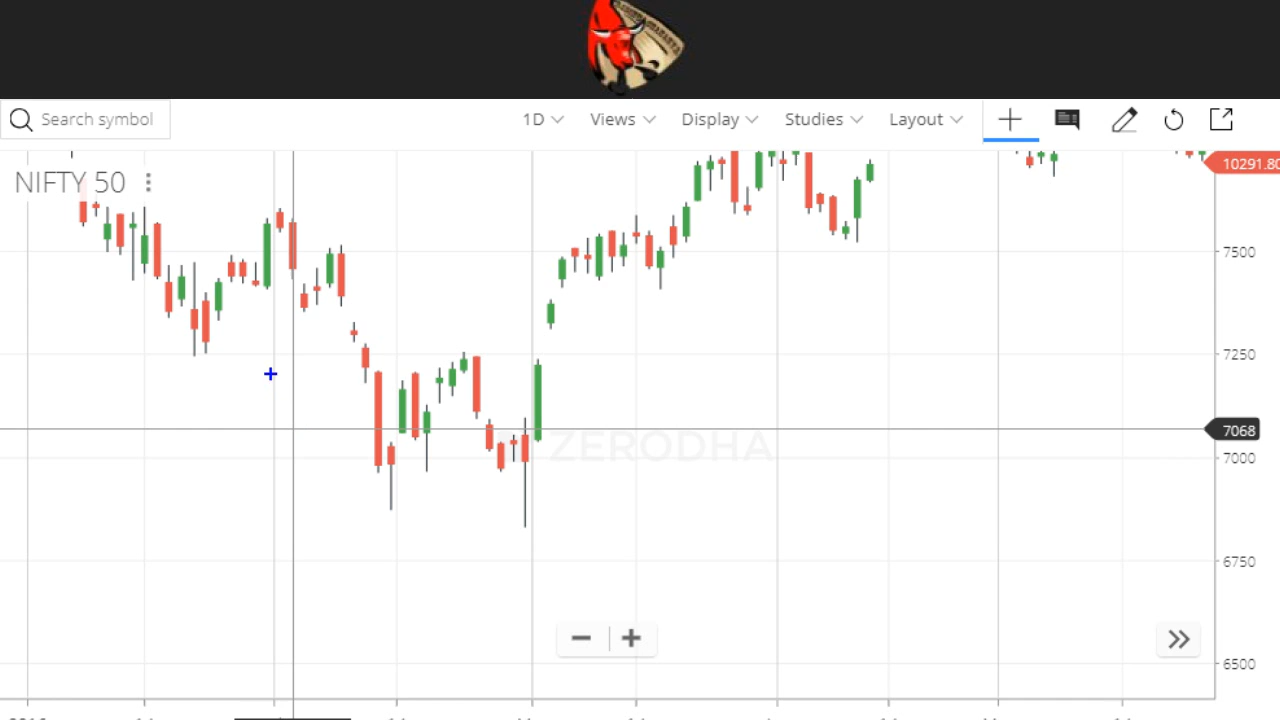 Search symbol
1D Views Display Studies Layout
NIFTY 50
10291.80
7500
7250
7068
7000
ZERODHA
6750
6500